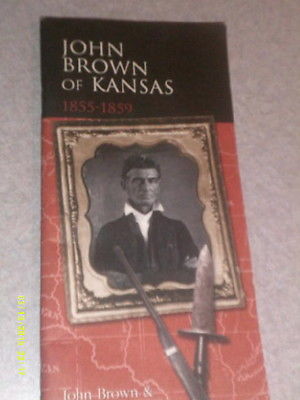 JOHN
BROWN
OF KANSAS
1855-1859
John Brown &